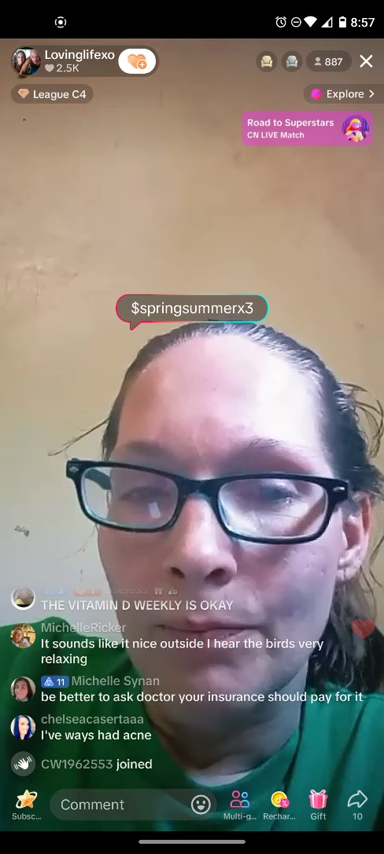 8:57
Lovinglifexo
2.5K
887
League C4
Explore >
Road to Superstars
CN LIVE Match
$springsummerx3
THE VITAMIN D WEEKLY IS OKAY
MichelleRicker
It sounds like it nice outside I hear the birds very
relaxing
11 Michelle Synan
be better to ask doctor your insurance should pay for it
chelseacasertaaa
I've ways had acne
CW1962553 joined
Comment
Subsc...
Multi-g...
Rechar...
Gift
10